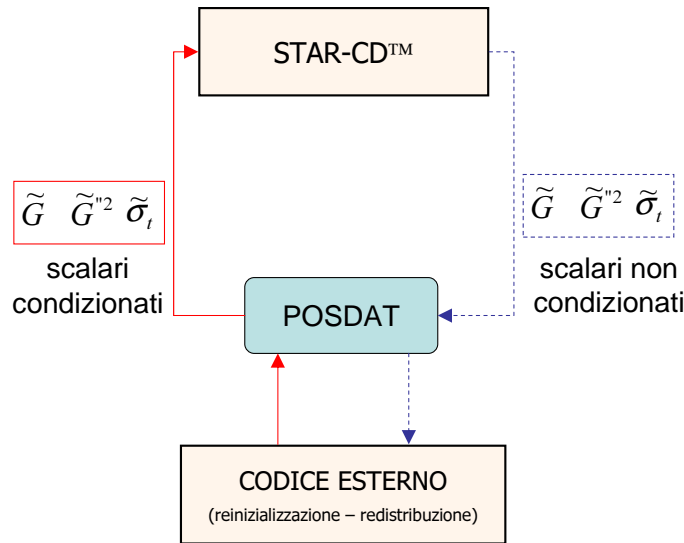 STAR-CD™
G̃ G̃"² σ̃ₜ
scalari
condizionati
G̃ G̃"² σ̃ₜ
scalari non
condizionati
POSDAT
CODICE ESTERNO
(reinizializzazione – redistribuzione)